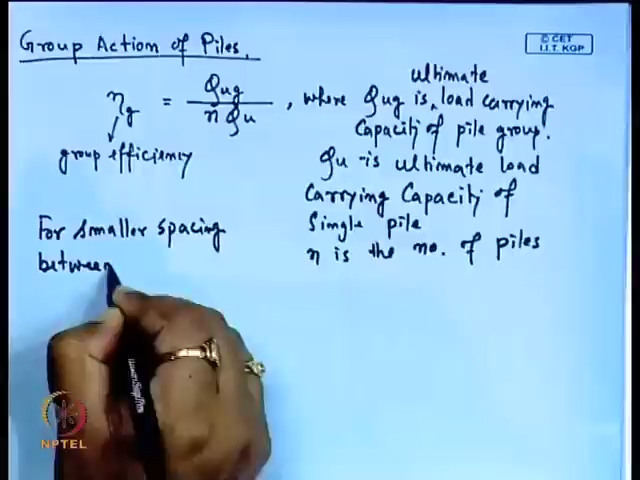 Group Action of Piles.
© CET
I.I.T. KGP
ηg = Qug / n Qu , where Qug is ultimate load carrying
Capacity of pile group.
group efficiency
Qu is ultimate load
Carrying Capacity of
Single pile
n is the no. of piles
For smaller spacing
between
NPTEL